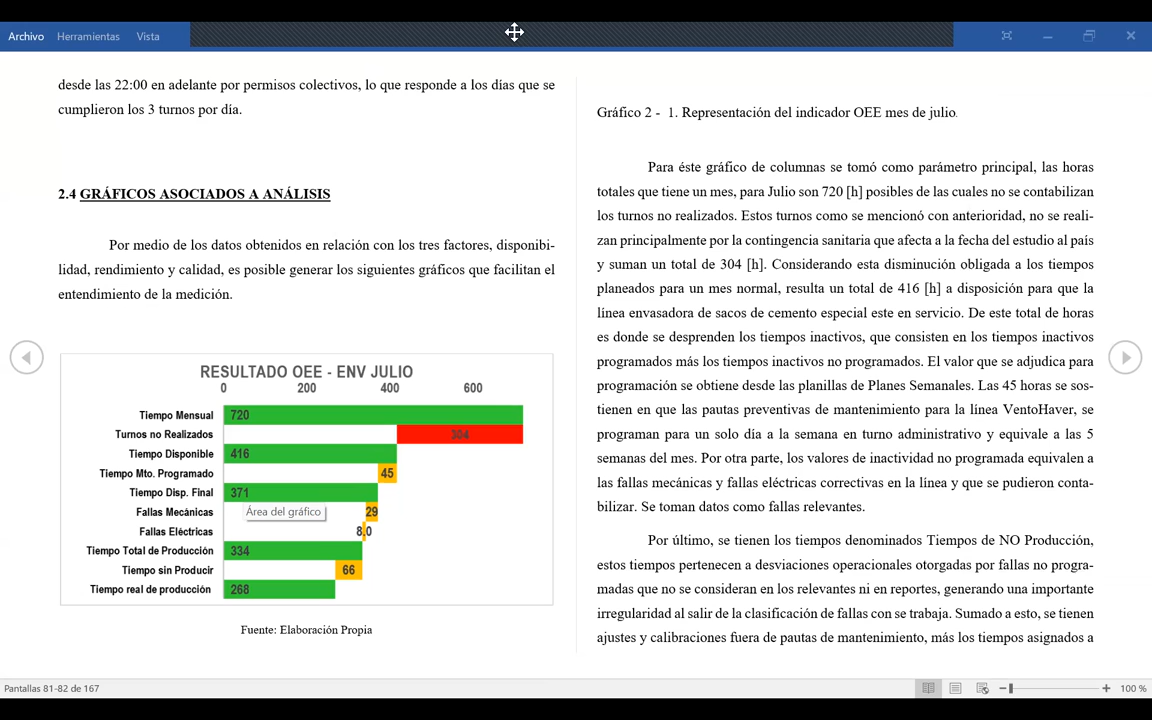 Archivo Herramientas Vista
desde las 22:00 en adelante por permisos colectivos, lo que responde a los días que se
cumplieron los 3 turnos por día.
2.4 GRÁFICOS ASOCIADOS A ANÁLISIS
Por medio de los datos obtenidos en relación con los tres factores, disponibi-
lidad, rendimiento y calidad, es posible generar los siguientes gráficos que facilitan el
entendimiento de la medición.
RESULTADO OEE - ENV JULIO
0 200 400 600
Tiempo Mensual 720
Turnos no Realizados 304
Tiempo Disponible 416
Tiempo Mto. Programado 45
Tiempo Disp. Final 371
Fallas Mecánicas 29
Área del gráfico
Fallas Eléctricas 8,0
Tiempo Total de Producción 334
Tiempo sin Producir 66
Tiempo real de producción 268
Fuente: Elaboración Propia
Gráfico 2 - 1. Representación del indicador OEE mes de julio.
Para éste gráfico de columnas se tomó como parámetro principal, las horas
totales que tiene un mes, para Julio son 720 [h] posibles de las cuales no se contabilizan
los turnos no realizados. Estos turnos como se mencionó con anterioridad, no se reali-
zan principalmente por la contingencia sanitaria que afecta a la fecha del estudio al país
y suman un total de 304 [h]. Considerando esta disminución obligada a los tiempos
planeados para un mes normal, resulta un total de 416 [h] a disposición para que la
línea envasadora de sacos de cemento especial este en servicio. De este total de horas
es donde se desprenden los tiempos inactivos, que consisten en los tiempos inactivos
programados más los tiempos inactivos no programados. El valor que se adjudica para
programación se obtiene desde las planillas de Planes Semanales. Las 45 horas se sos-
tienen en que las pautas preventivas de mantenimiento para la línea VentoHaver, se
programan para un solo día a la semana en turno administrativo y equivale a las 5
semanas del mes. Por otra parte, los valores de inactividad no programada equivalen a
las fallas mecánicas y fallas eléctricas correctivas en la línea y que se pudieron conta-
bilizar. Se toman datos como fallas relevantes.
Por último, se tienen los tiempos denominados Tiempos de NO Producción,
estos tiempos pertenecen a desviaciones operacionales otorgadas por fallas no progra-
madas que no se consideran en los relevantes ni en reportes, generando una importante
irregularidad al salir de la clasificación de fallas con se trabaja. Sumado a esto, se tienen
ajustes y calibraciones fuera de pautas de mantenimiento, más los tiempos asignados a
Pantallas 81-82 de 167
100 %